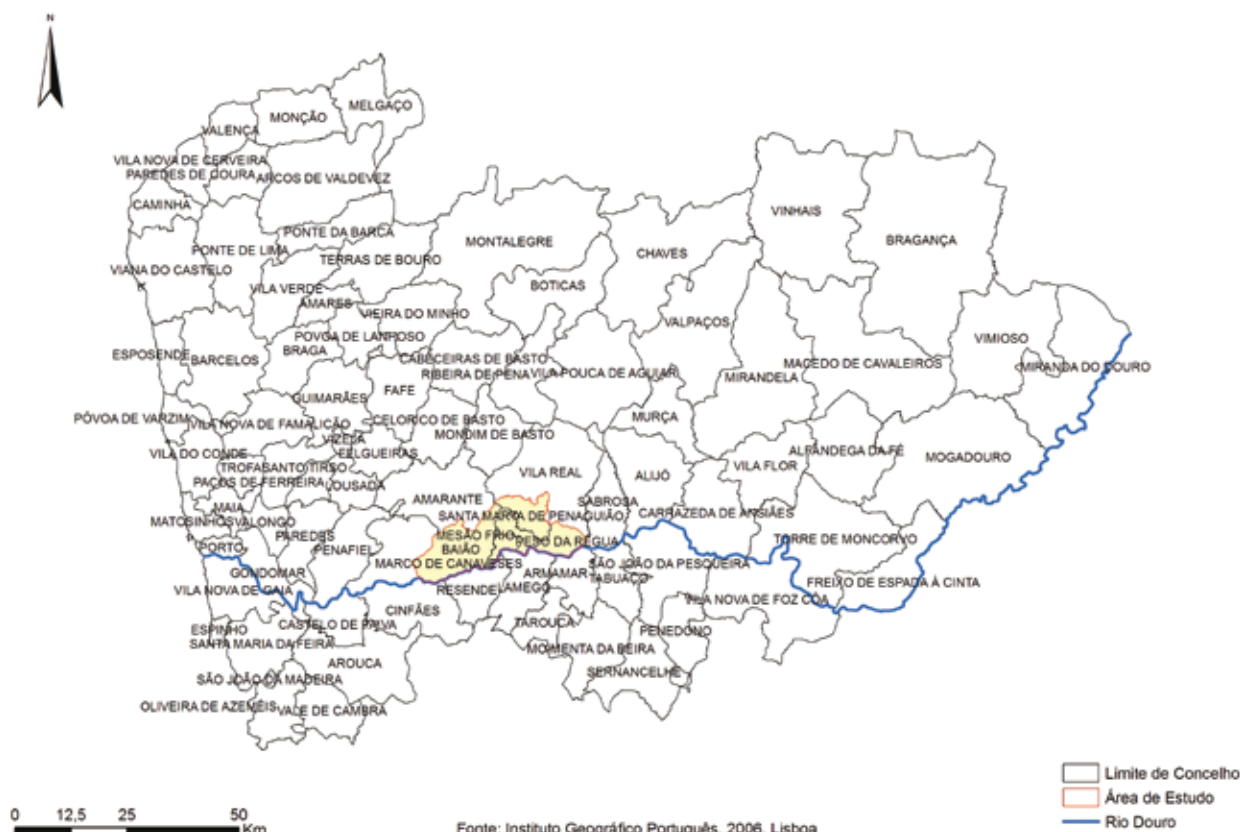 N
MELGAÇO
MONÇÃO
VALENÇA
VILA NOVA DE CERVEIRA
PAREDES DE COURA
ARCOS DE VALDEVEZ
CAMINHA
VINHAIS
PONTE DA BARCA
BRAGANÇA
MONTALEGRE
PONTE DE LIMA
CHAVES
TERRAS DE BOURO
VIANA DO CASTELO
BOTICAS
VILA VERDE
AMARES
VIEIRA DO MINHO
VALPAÇOS
PÓVOA DE LANHOSO
VIMIOSO
BRAGA
ESPOSENDE
BARCELOS
CABECEIRAS DE BASTO
MACEDO DE CAVALEIROS
MIRANDA DO DOURO
RIBEIRA DE PENA
VILA POUCA DE AGUIAR
MIRANDELA
FAFE
GUIMARÃES
PÓVOA DE VARZIM
VILA NOVA DE FAMALICÃO
CELORICO DE BASTO
MURÇA
MONDIM DE BASTO
VIZELA
VILA DO CONDE
FELGUEIRAS
ALFÂNDEGA DA FÉ
MOGADOURO
TROFA
SANTO TIRSO
VILA REAL
ALIJÓ
VILA FLOR
PAÇOS DE FERREIRA
LOUSADA
AMARANTE
SABROSA
MAIA
SANTA MARTA DE PENAGUIÃO
CARRAZEDA DE ANSIÃES
MATOSINHOS
VALONGO
PAREDES
MESÃO FRIO
PESO DA RÉGUA
TORRE DE MONCORVO
PORTO
PENAFIEL
BAIÃO
MARCO DE CANAVESES
SÃO JOÃO DA PESQUEIRA
GONDOMAR
ARMAMAR
TABUAÇO
FREIXO DE ESPADA À CINTA
VILA NOVA DE GAIA
RESENDE
LAMEGO
VILA NOVA DE FOZ CÔA
CINFÃES
CASTELO DE PAIVA
TAROUCA
ESPINHO
PENEDONO
SANTA MARIA DA FEIRA
MOIMENTA DA BEIRA
AROUCA
SERNANCELHE
SÃO JOÃO DA MADEIRA
OLIVEIRA DE AZEMÉIS
VALE DE CAMBRA
Limite de Concelho
Área de Estudo
Rio Douro
0 12,5 25 50
Km
Fonte: Instituto Geográfico Português, 2006, Lisboa